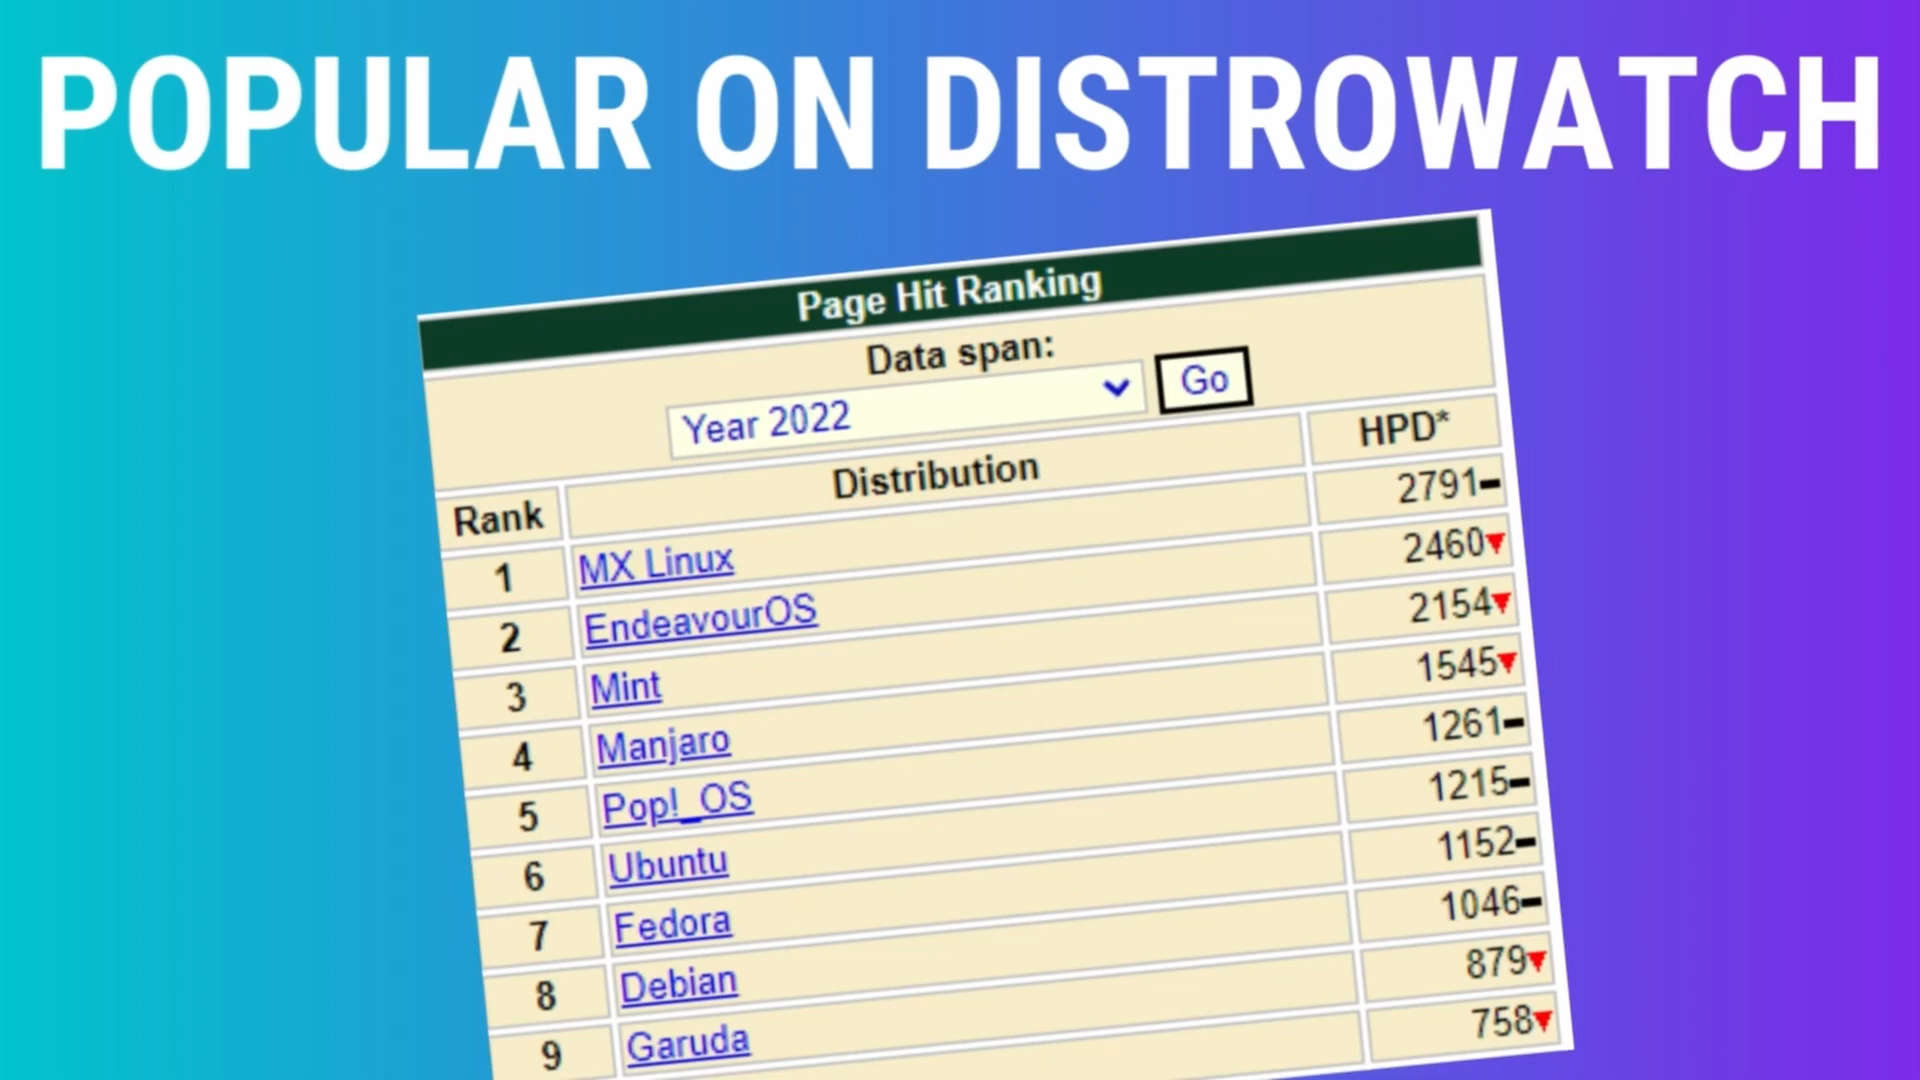 POPULAR ON DISTROWATCH
Page Hit Ranking
Data span:
Year 2022 Go
Rank Distribution HPD*
1 MX Linux 2791
2 EndeavourOS 2460
3 Mint 2154
4 Manjaro 1545
5 Pop!_OS 1261
6 Ubuntu 1215
7 Fedora 1152
8 Debian 1046
9 Garuda 879
758